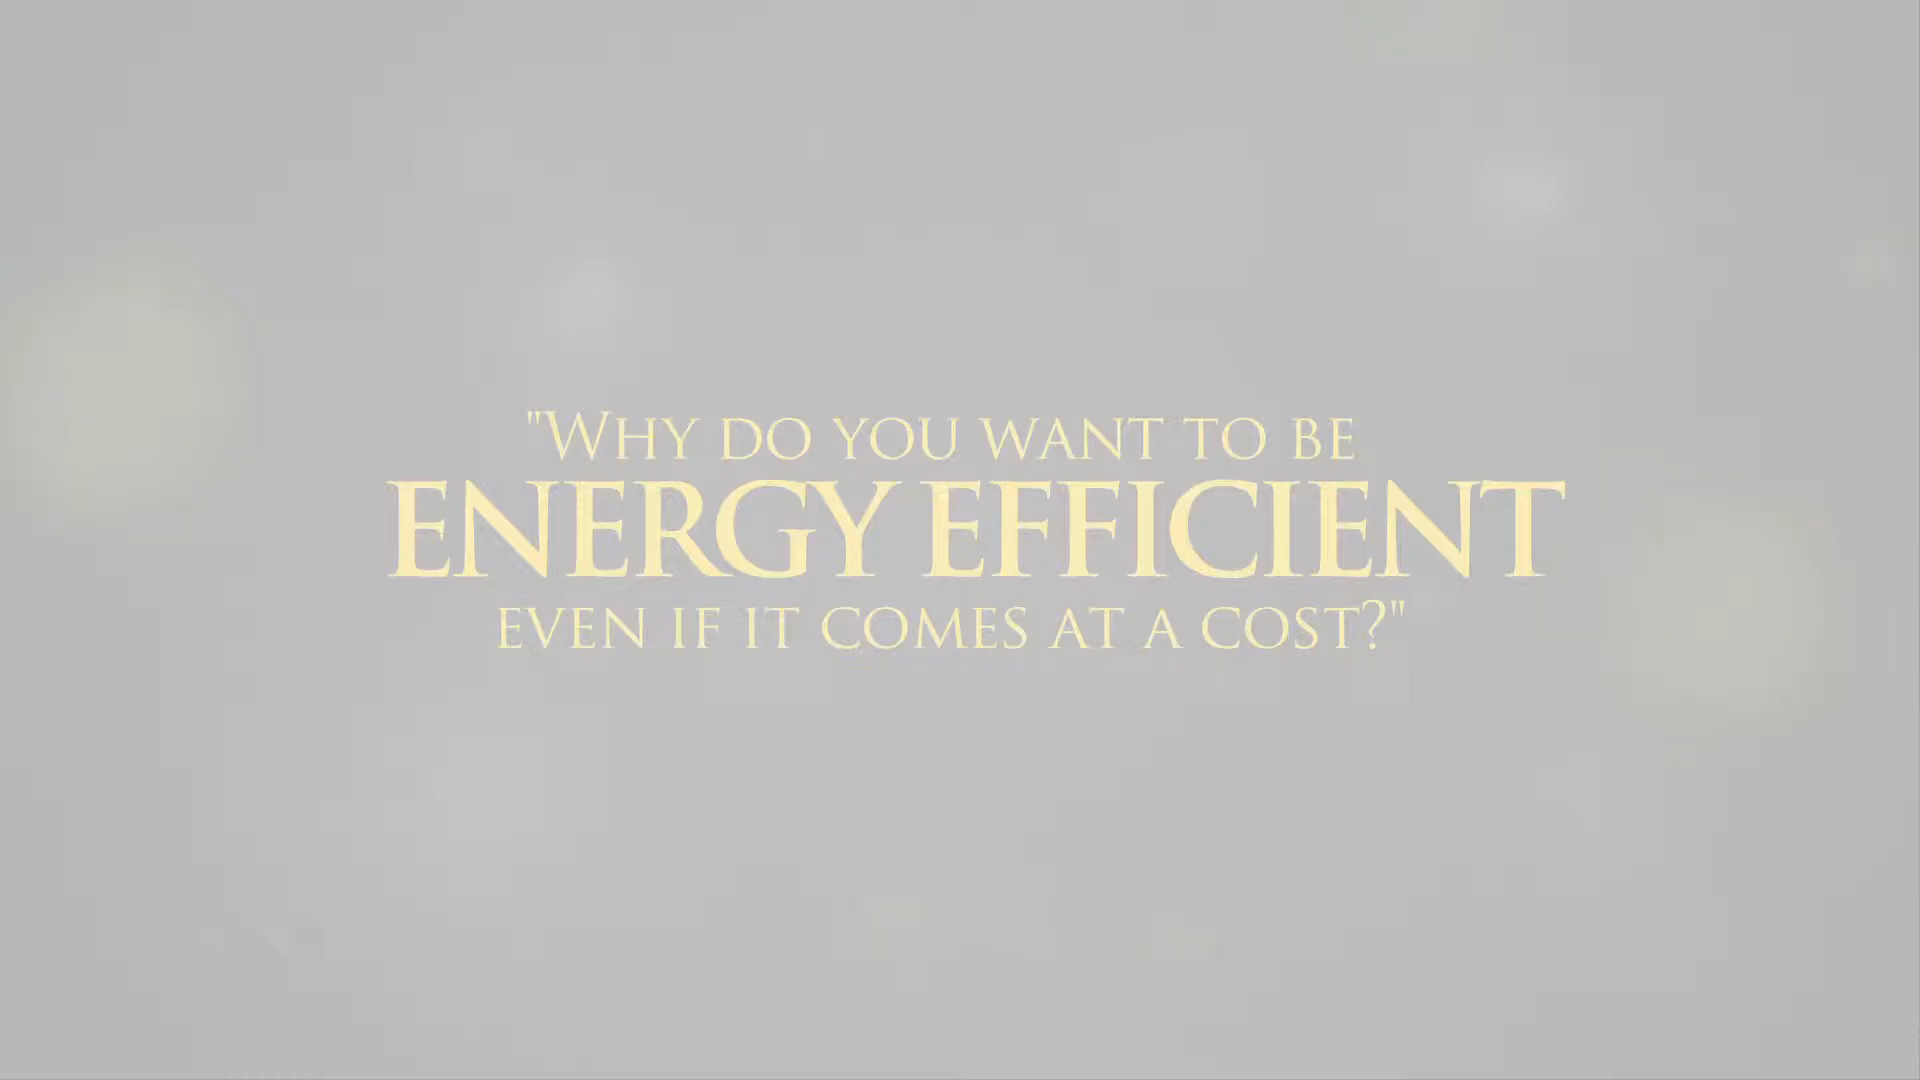 "Why do you want to be
ENERGY EFFICIENT
even if it comes at a cost?"